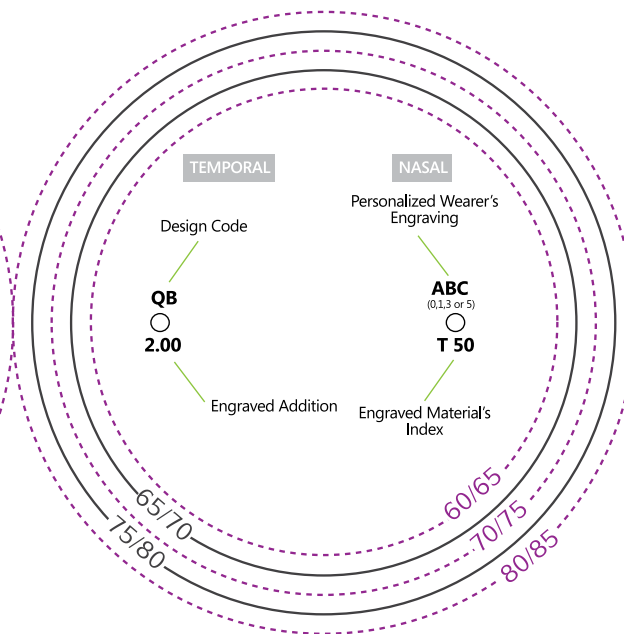 TEMPORAL
NASAL
Personalized Wearer's
Engraving
Design Code
QB
2.00
ABC
(0,1,3 or 5)
T 50
Engraved Addition
Engraved Material's
Index
65/70
75/80
60/65
70/75
80/85